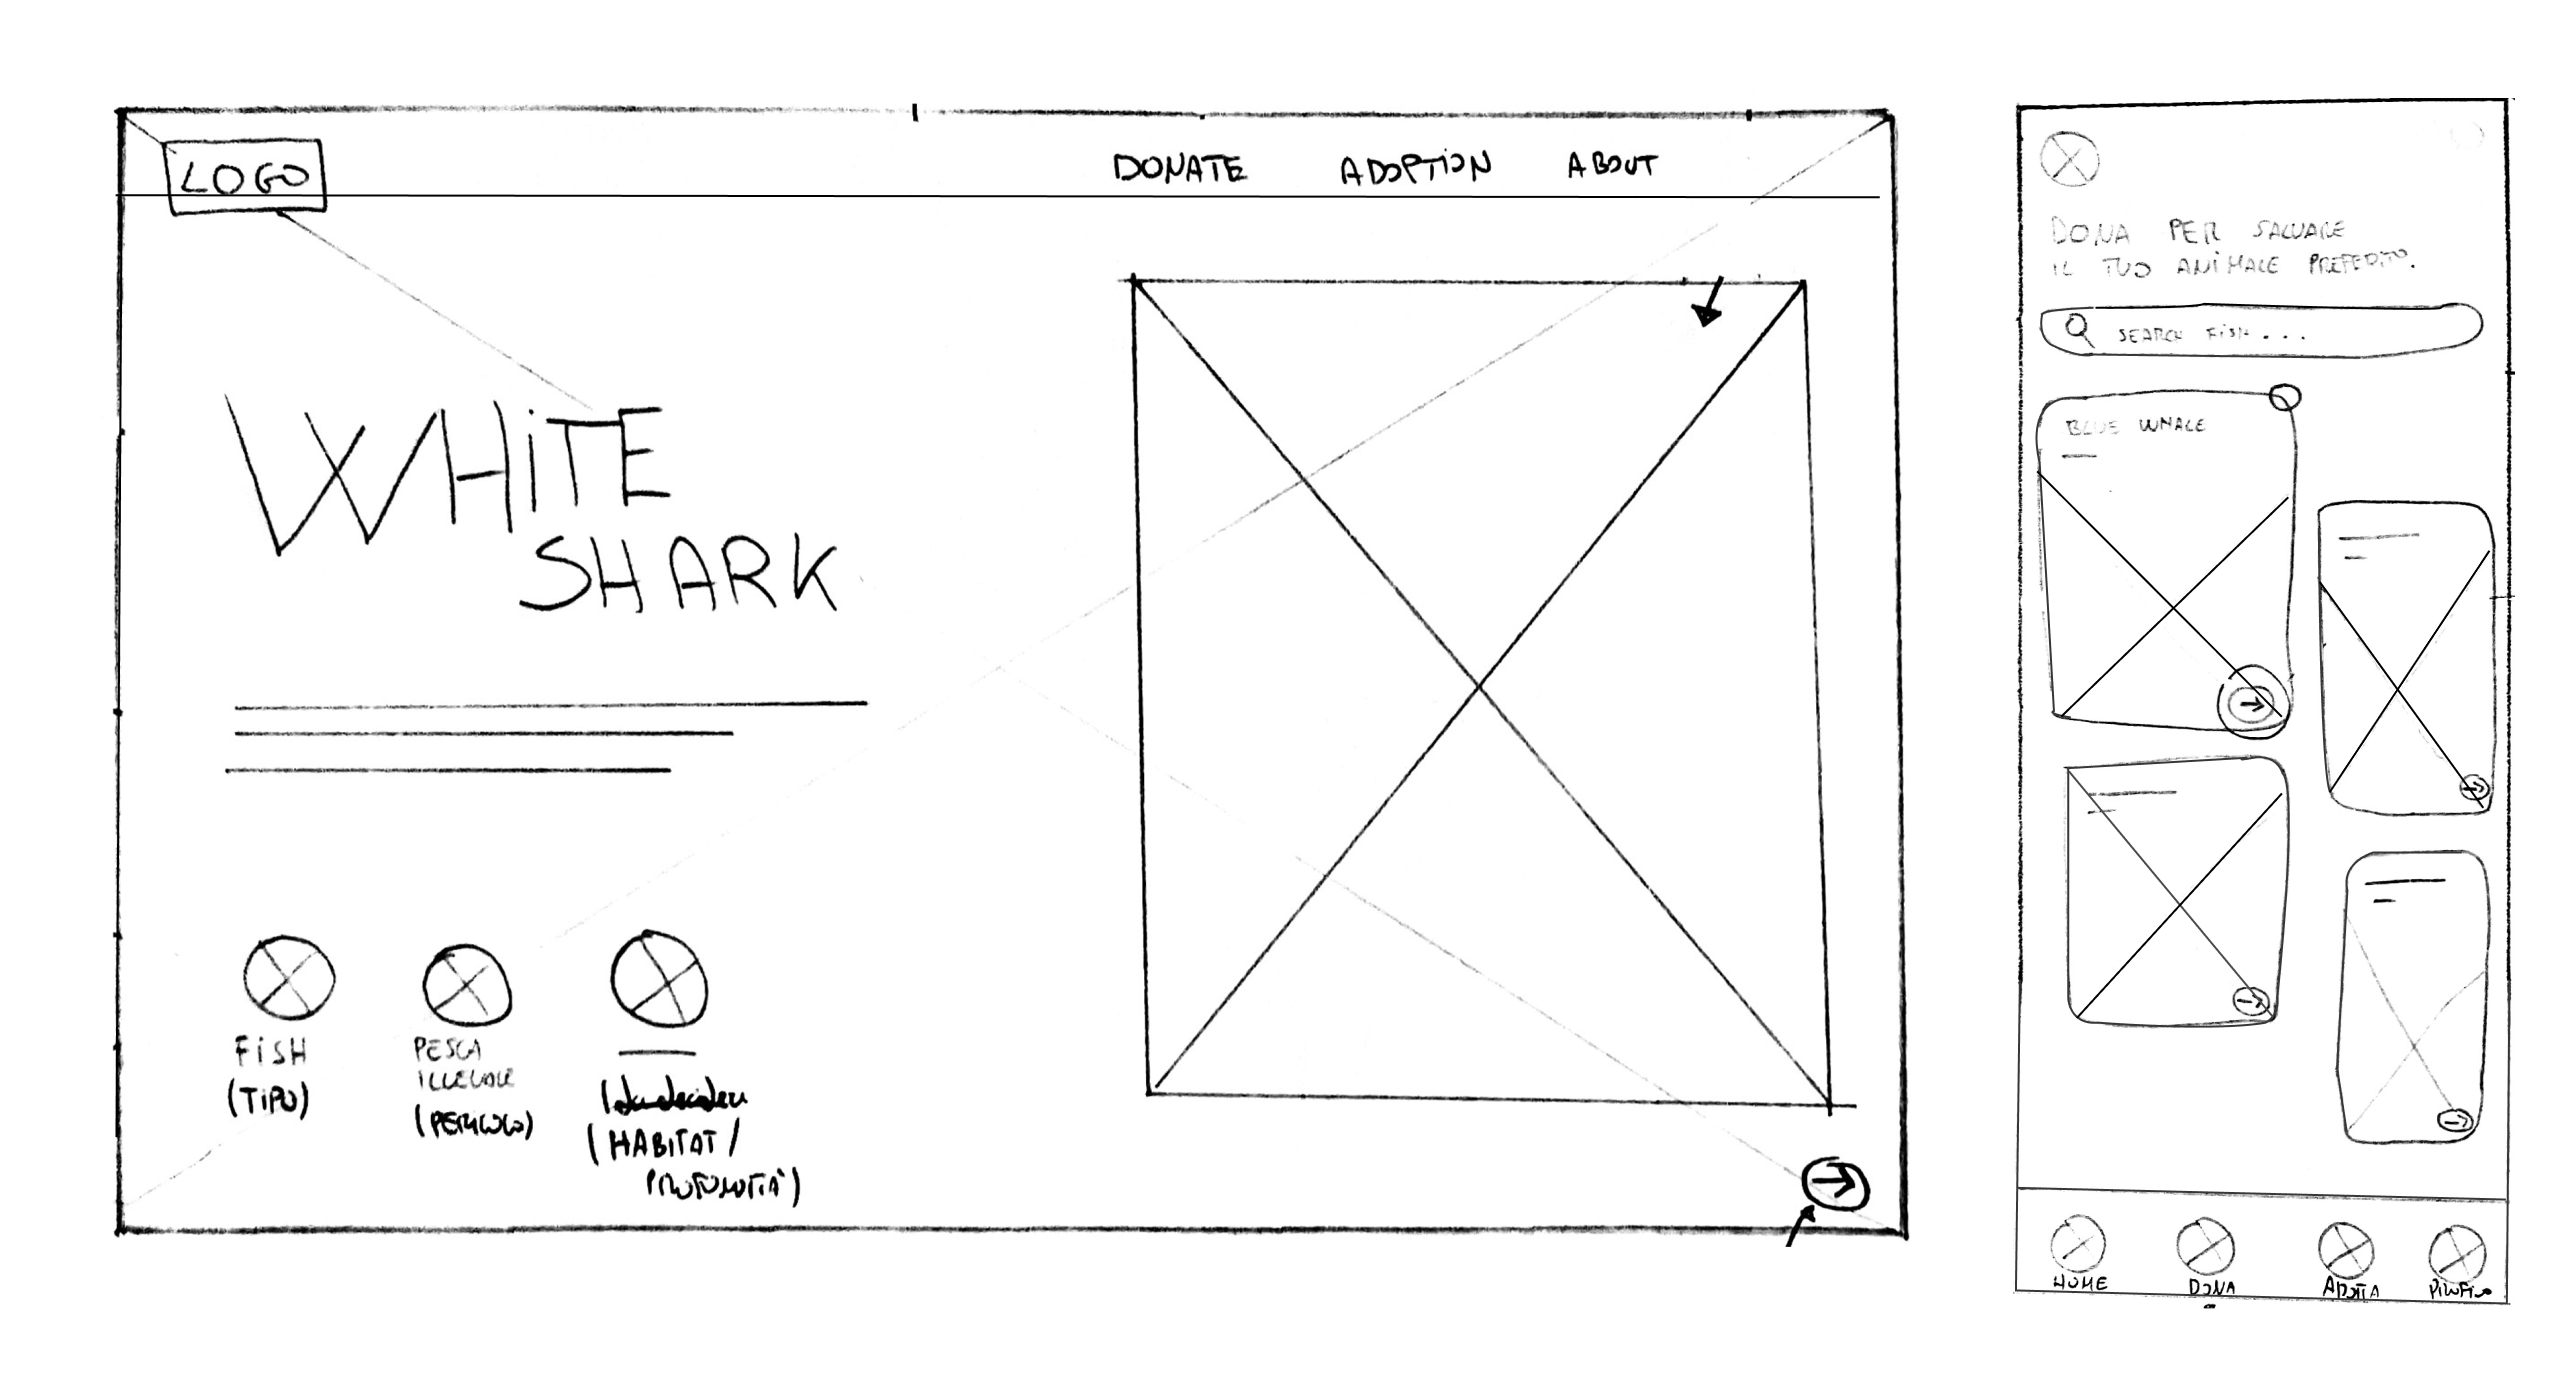 LOGO
DONATE ADOPTION ABOUT
WHITE
SHARK
FISH
(TIPO)
PESCA
ILLEGALE
(PERICOLO)
(HABITAT/
PROFONDITÀ)
DONA PER SALVARE
IL TUO ANIMALE PREFERITO.
SEARCH FISH...
BLUE WHALE
HOME DONA ADOTTA PROFILO